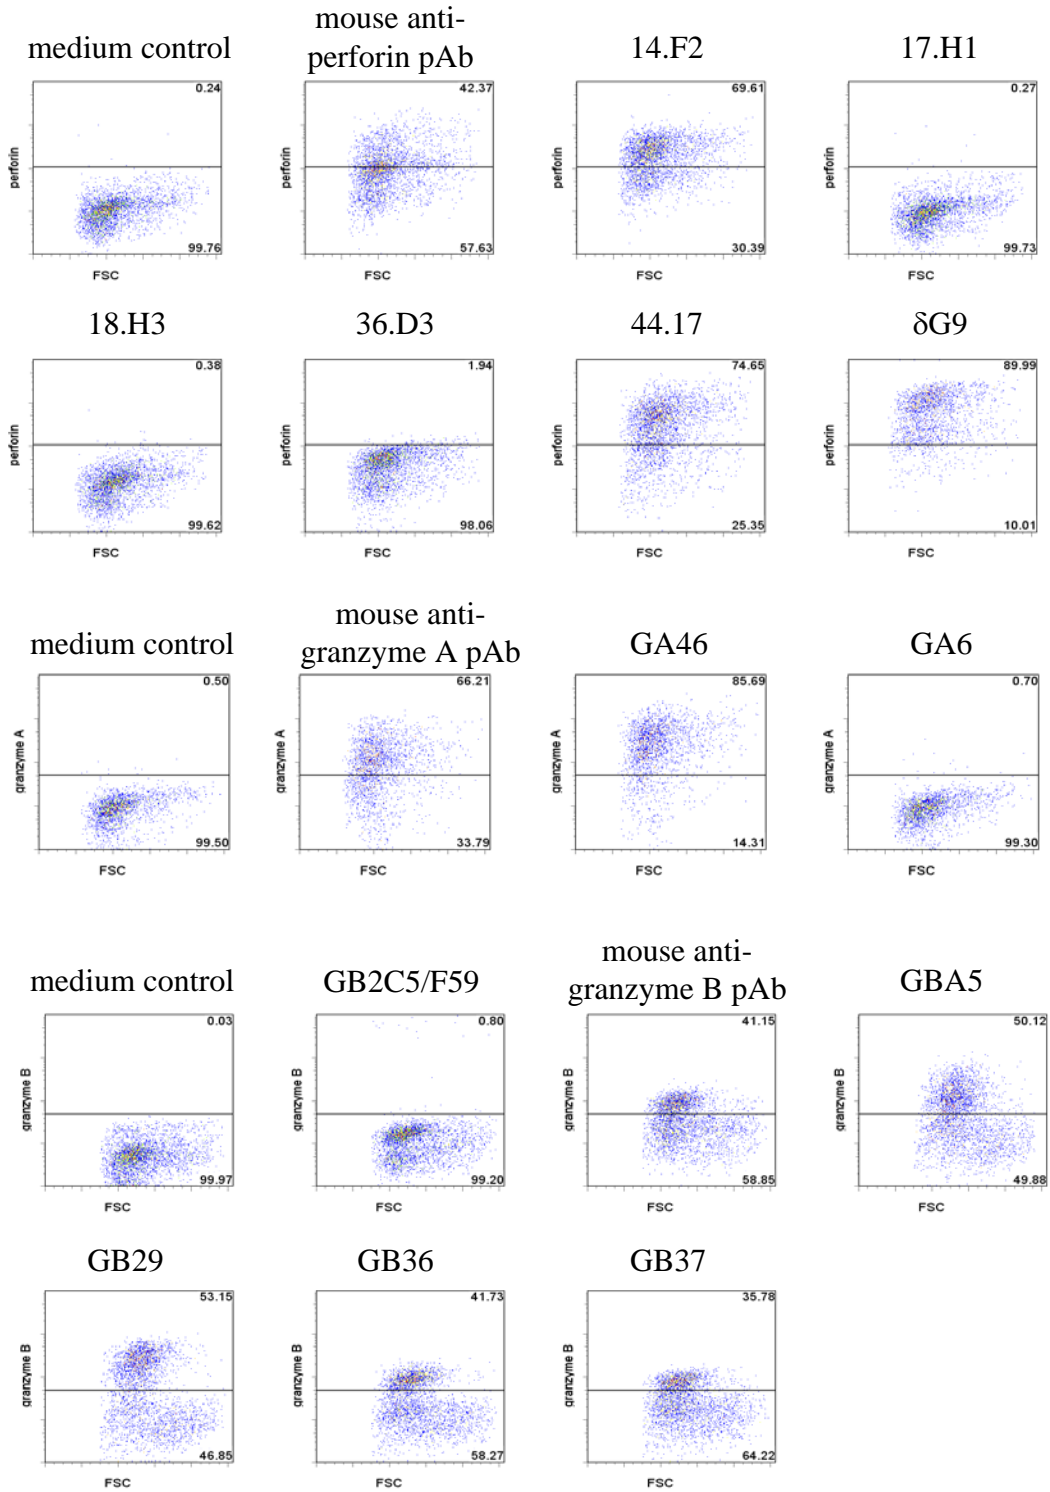 medium control
mouse anti-
perforin pAb
14.F2
17.H1
0.24
perforin
99.76
FSC
42.37
perforin
57.63
FSC
69.61
perforin
30.39
FSC
0.27
perforin
99.73
FSC
18.H3
36.D3
44.17
δG9
0.38
perforin
99.62
FSC
1.94
perforin
98.06
FSC
74.65
perforin
25.35
FSC
89.99
perforin
10.01
FSC
medium control
mouse anti-
granzyme A pAb
GA46
GA6
0.50
granzyme A
99.50
FSC
66.21
granzyme A
33.79
FSC
85.69
granzyme A
14.31
FSC
0.70
granzyme A
99.30
FSC
medium control
GB2C5/F59
mouse anti-
granzyme B pAb
GBA5
0.03
granzyme B
99.97
FSC
0.80
granzyme B
99.20
FSC
41.15
granzyme B
58.85
FSC
50.12
granzyme B
49.88
FSC
GB29
GB36
GB37
53.15
granzyme B
46.85
FSC
41.73
granzyme B
58.27
FSC
35.78
granzyme B
64.22
FSC